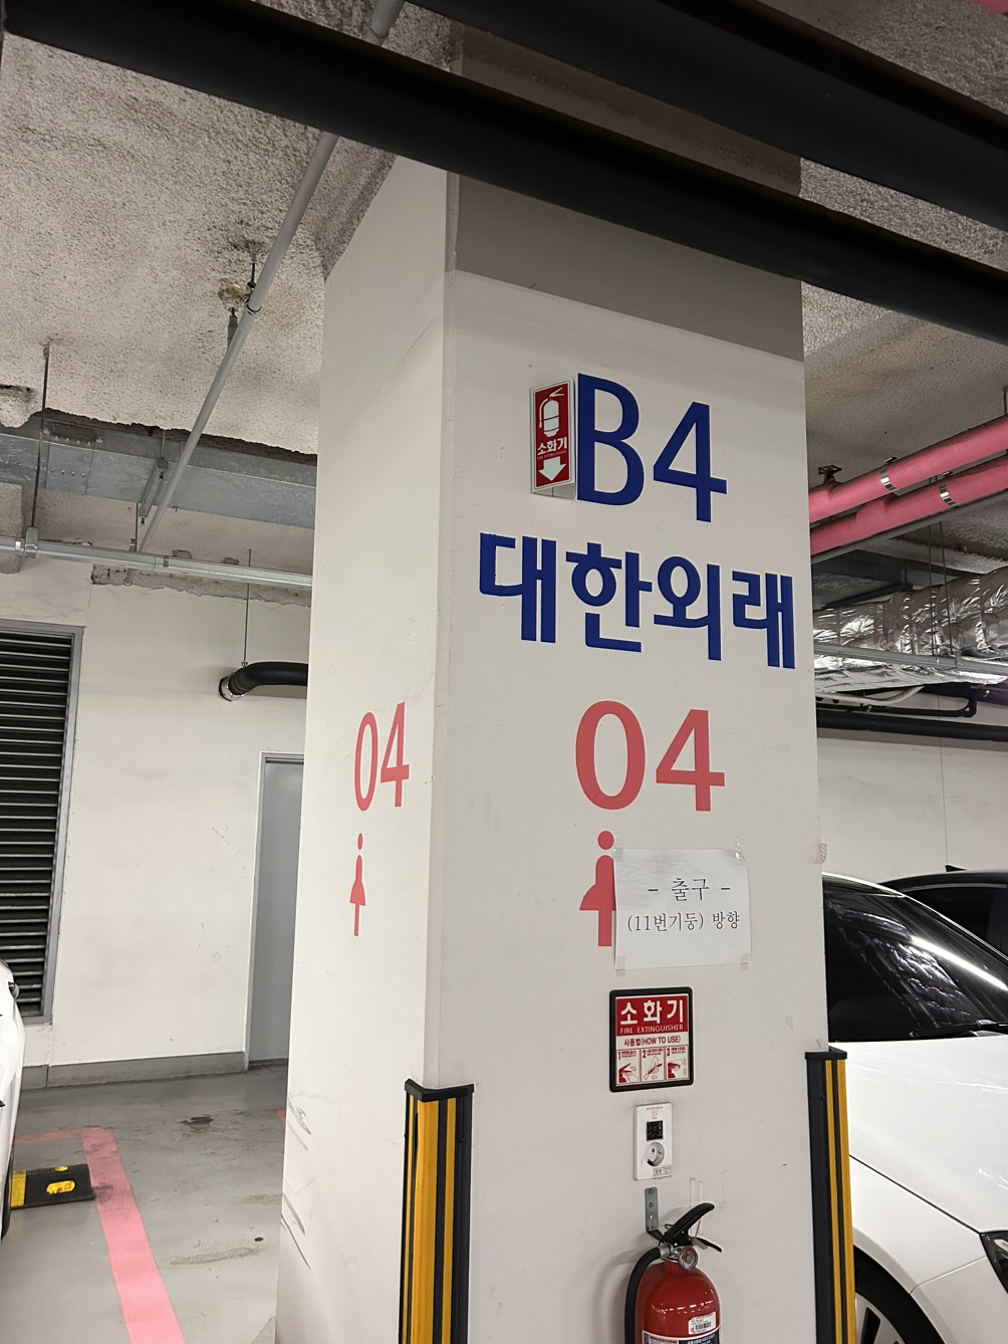 소화기
B4
대한외래
04
04
- 출구 -
(11번기둥) 방향
소화기
FIRE EXTINGUISHER
사용법(HOW TO USE)